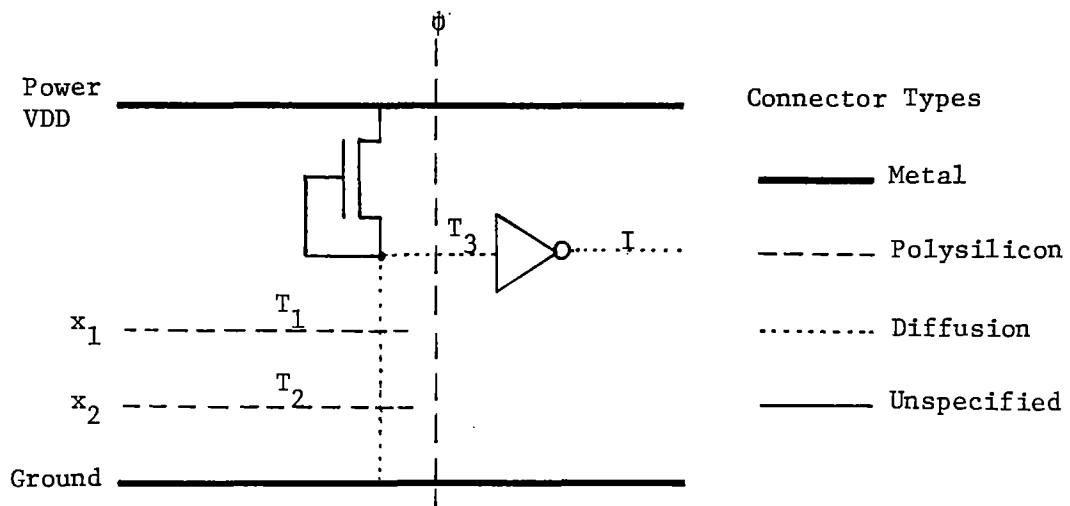 ϕ
Power
VDD
Connector Types
Metal
T3
I
Polysilicon
T1
x1
Diffusion
T2
x2
Unspecified
Ground